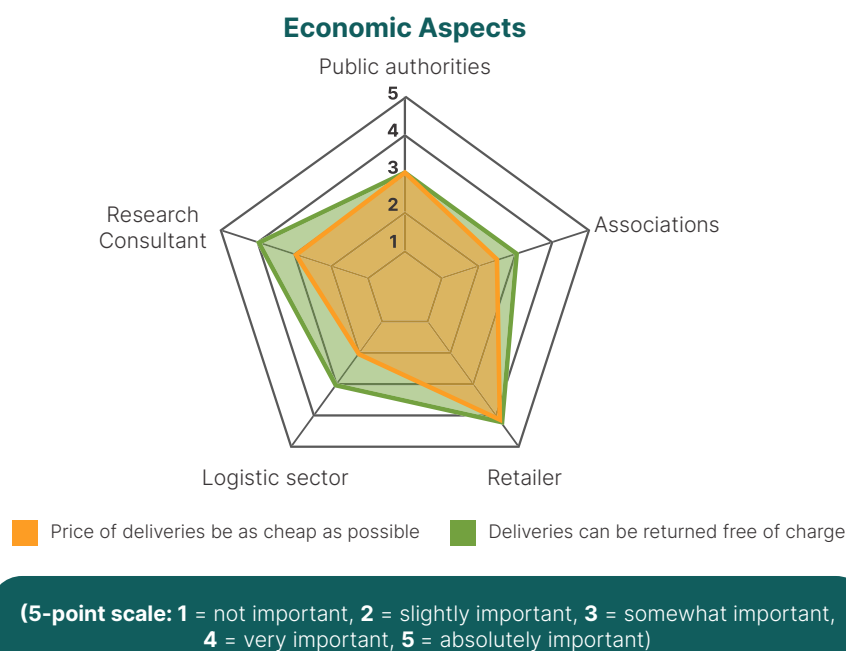 Economic Aspects
Public authorities
5
4
3
2
1
Research
Consultant
Associations
Logistic sector
Retailer
Price of deliveries be as cheap as possible
Deliveries can be returned free of charge
(5-point scale: 1 = not important, 2 = slightly important, 3 = somewhat important,
4 = very important, 5 = absolutely important)